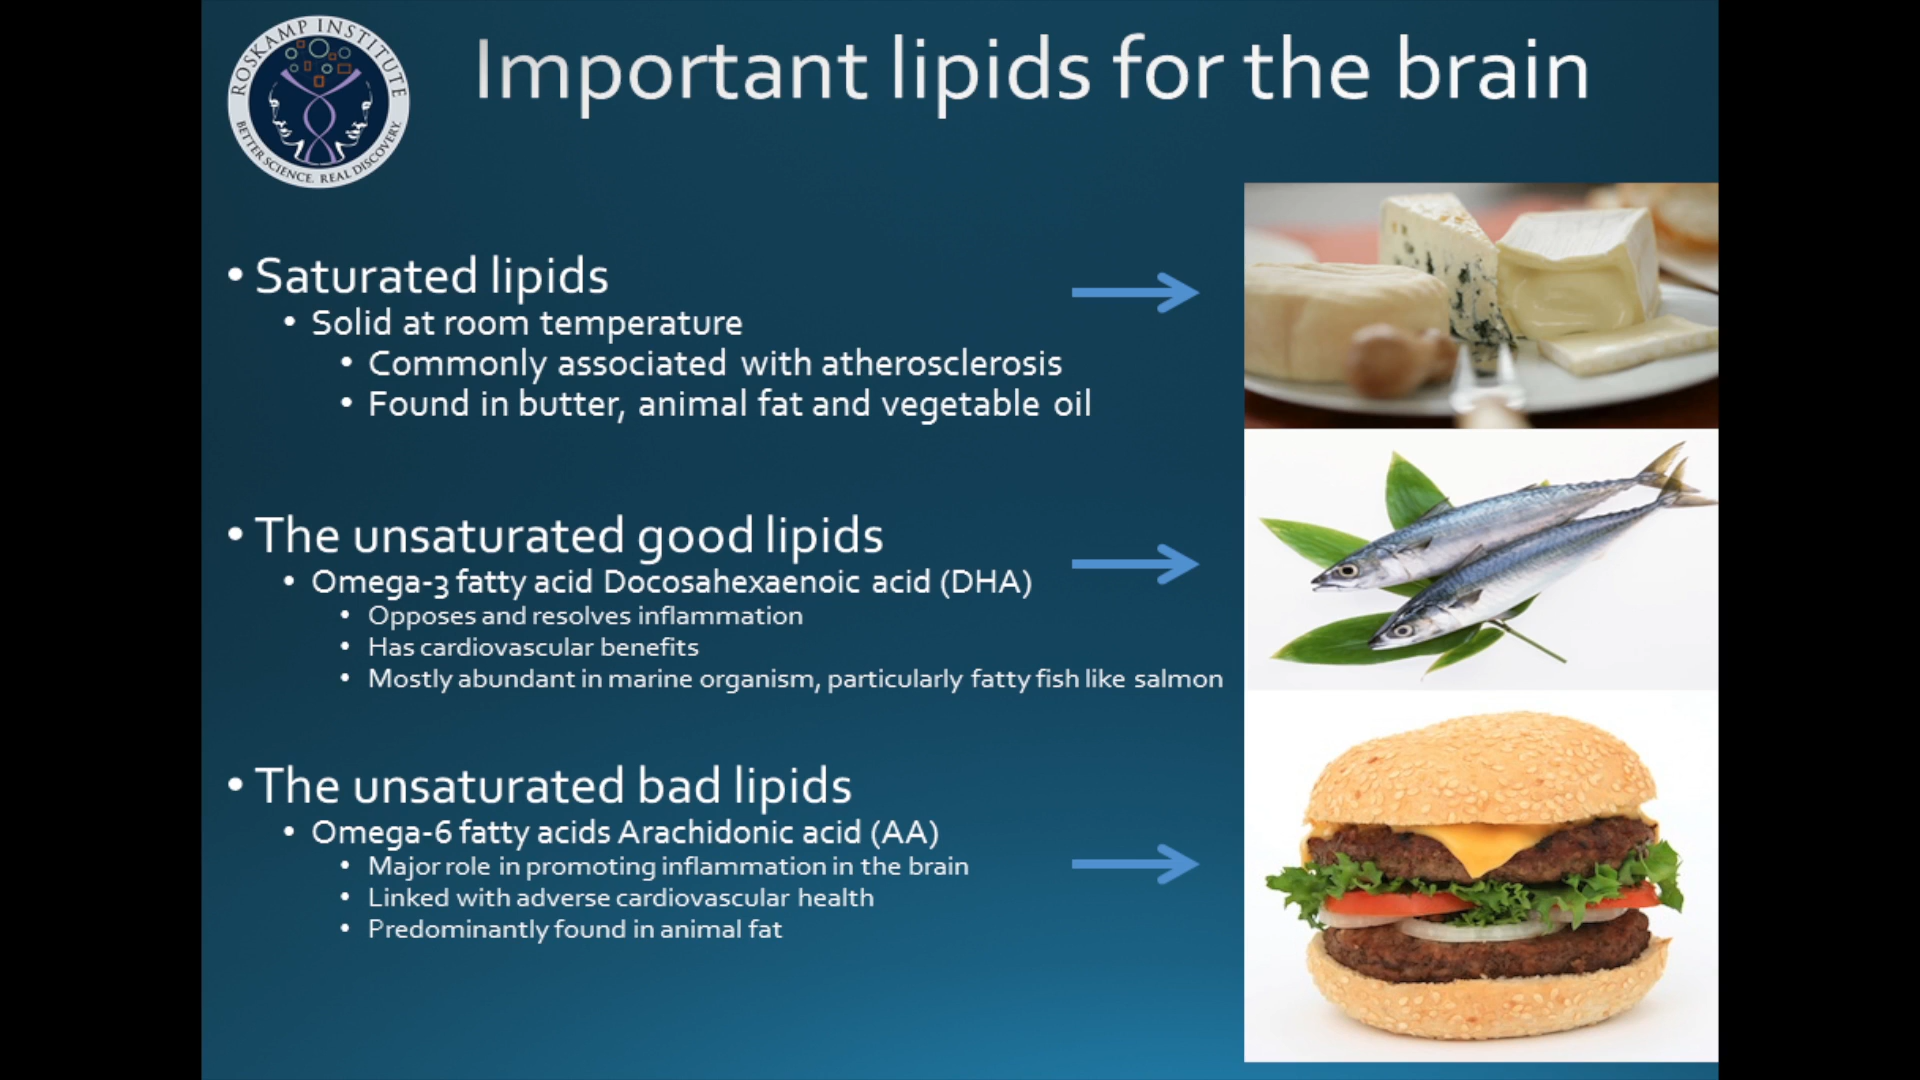 ROSKAMP INSTITUTE
BETTER SCIENCE. REAL DISCOVERY.
Important lipids for the brain
• Saturated lipids
• Solid at room temperature
• Commonly associated with atherosclerosis
• Found in butter, animal fat and vegetable oil
• The unsaturated good lipids
• Omega-3 fatty acid Docosahexaenoic acid (DHA)
• Opposes and resolves inflammation
• Has cardiovascular benefits
• Mostly abundant in marine organism, particularly fatty fish like salmon
• The unsaturated bad lipids
• Omega-6 fatty acids Arachidonic acid (AA)
• Major role in promoting inflammation in the brain
• Linked with adverse cardiovascular health
• Predominantly found in animal fat